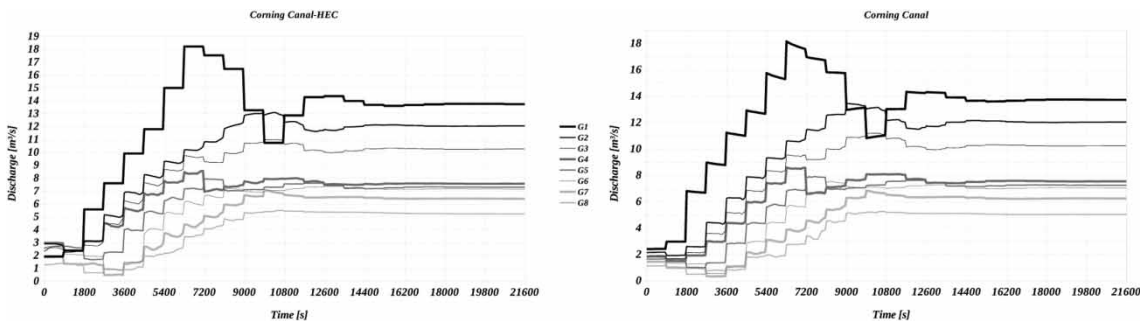 Corning Canal-HEC
Discharge [m³/s]
19
18
17
16
15
14
13
12
11
10
9
8
7
6
5
4
3
2
1
0
0 1800 3600 5400 7200 9000 10800 12600 14400 16200 18000 19800 21600
Time [s]
G1
G2
G3
G4
G5
G6
G7
G8
Corning Canal
Discharge [m³/s]
18
16
14
12
10
8
6
4
2
0
0 1800 3600 5400 7200 9000 10800 12600 14400 16200 18000 19800 21600
Time [s]